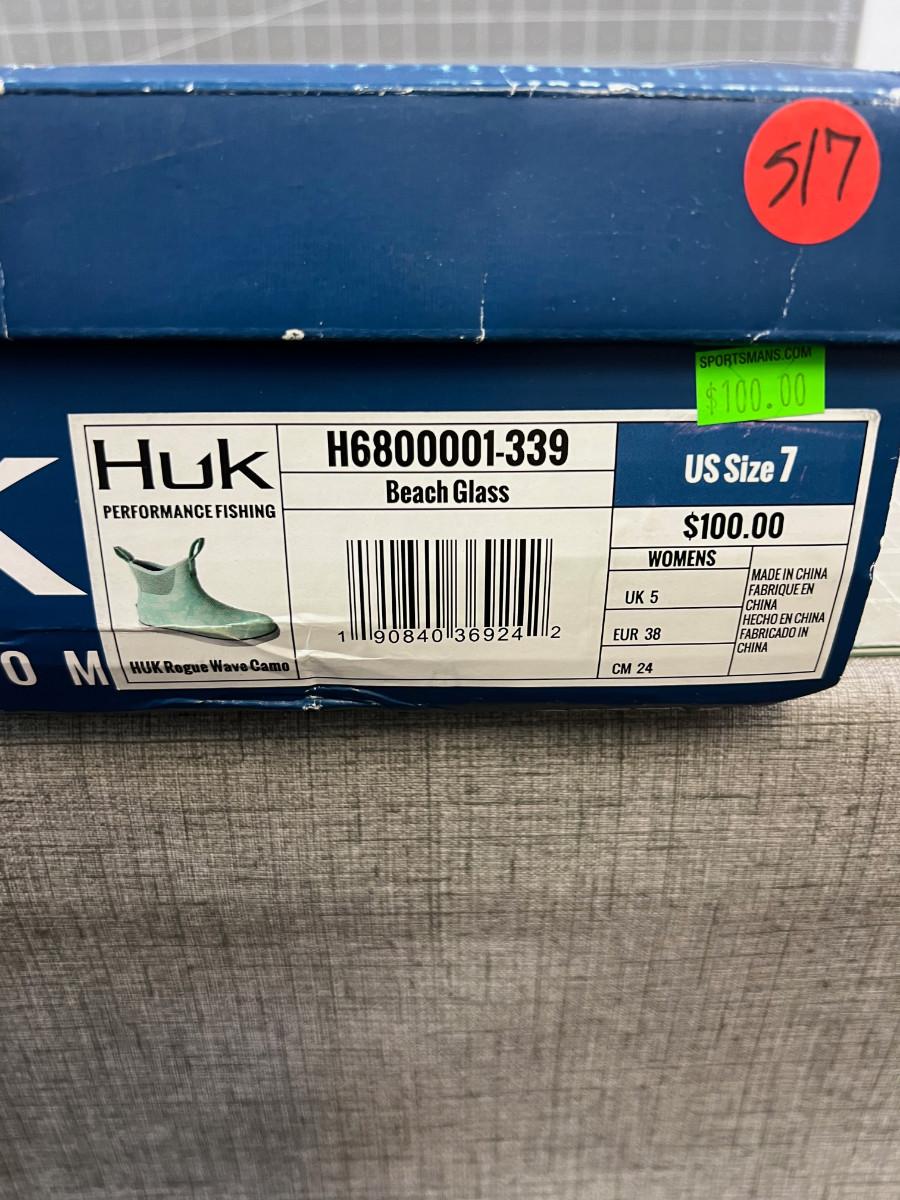 5/7
SPORTSMANS.COM
$100.00
K
OM
Huk
PERFORMANCE FISHING
HUK Rogue Wave Camo
H6800001-339
Beach Glass
1 90840 36924 2
US Size 7
$100.00
WOMENS
UK 5
EUR 38
CM 24
MADE IN CHINA
FABRIQUE EN
CHINA
HECHO EN CHINA
FABRICADO IN
CHINA